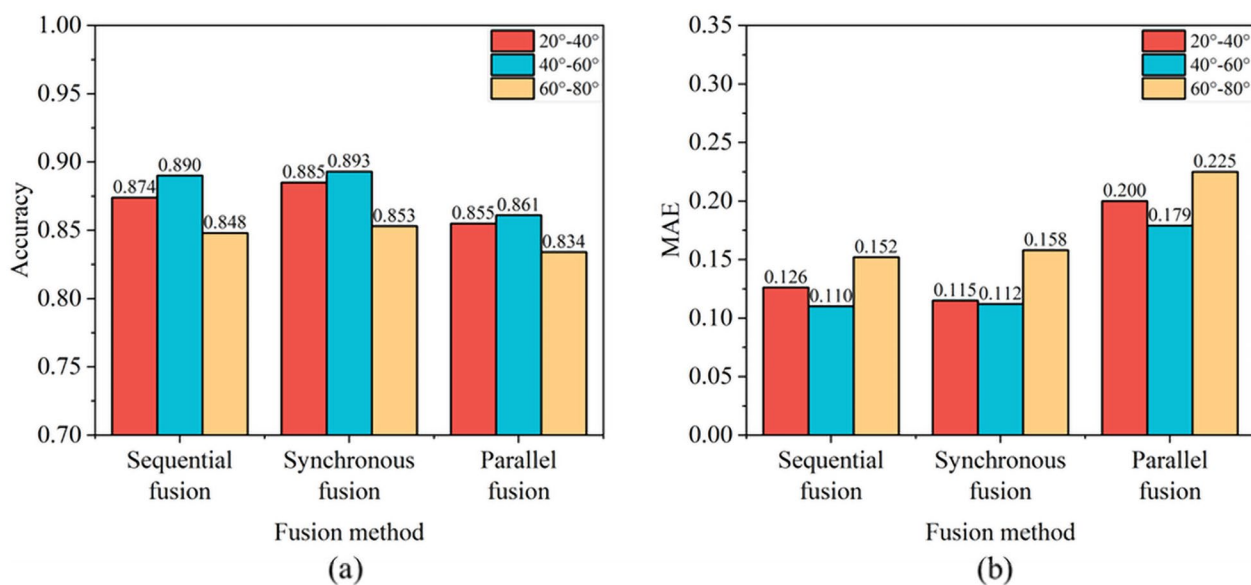 1.00
0.95
0.90
0.85
0.80
0.75
0.70
Accuracy
20°-40°
40°-60°
60°-80°
0.874
0.890
0.848
0.885
0.893
0.853
0.855
0.861
0.834
Sequential
fusion
Synchronous
fusion
Parallel
fusion
Fusion method
(a)
0.35
0.30
0.25
0.20
0.15
0.10
0.05
0.00
MAE
20°-40°
40°-60°
60°-80°
0.126
0.110
0.152
0.115
0.112
0.158
0.200
0.179
0.225
Sequential
fusion
Synchronous
fusion
Parallel
fusion
Fusion method
(b)